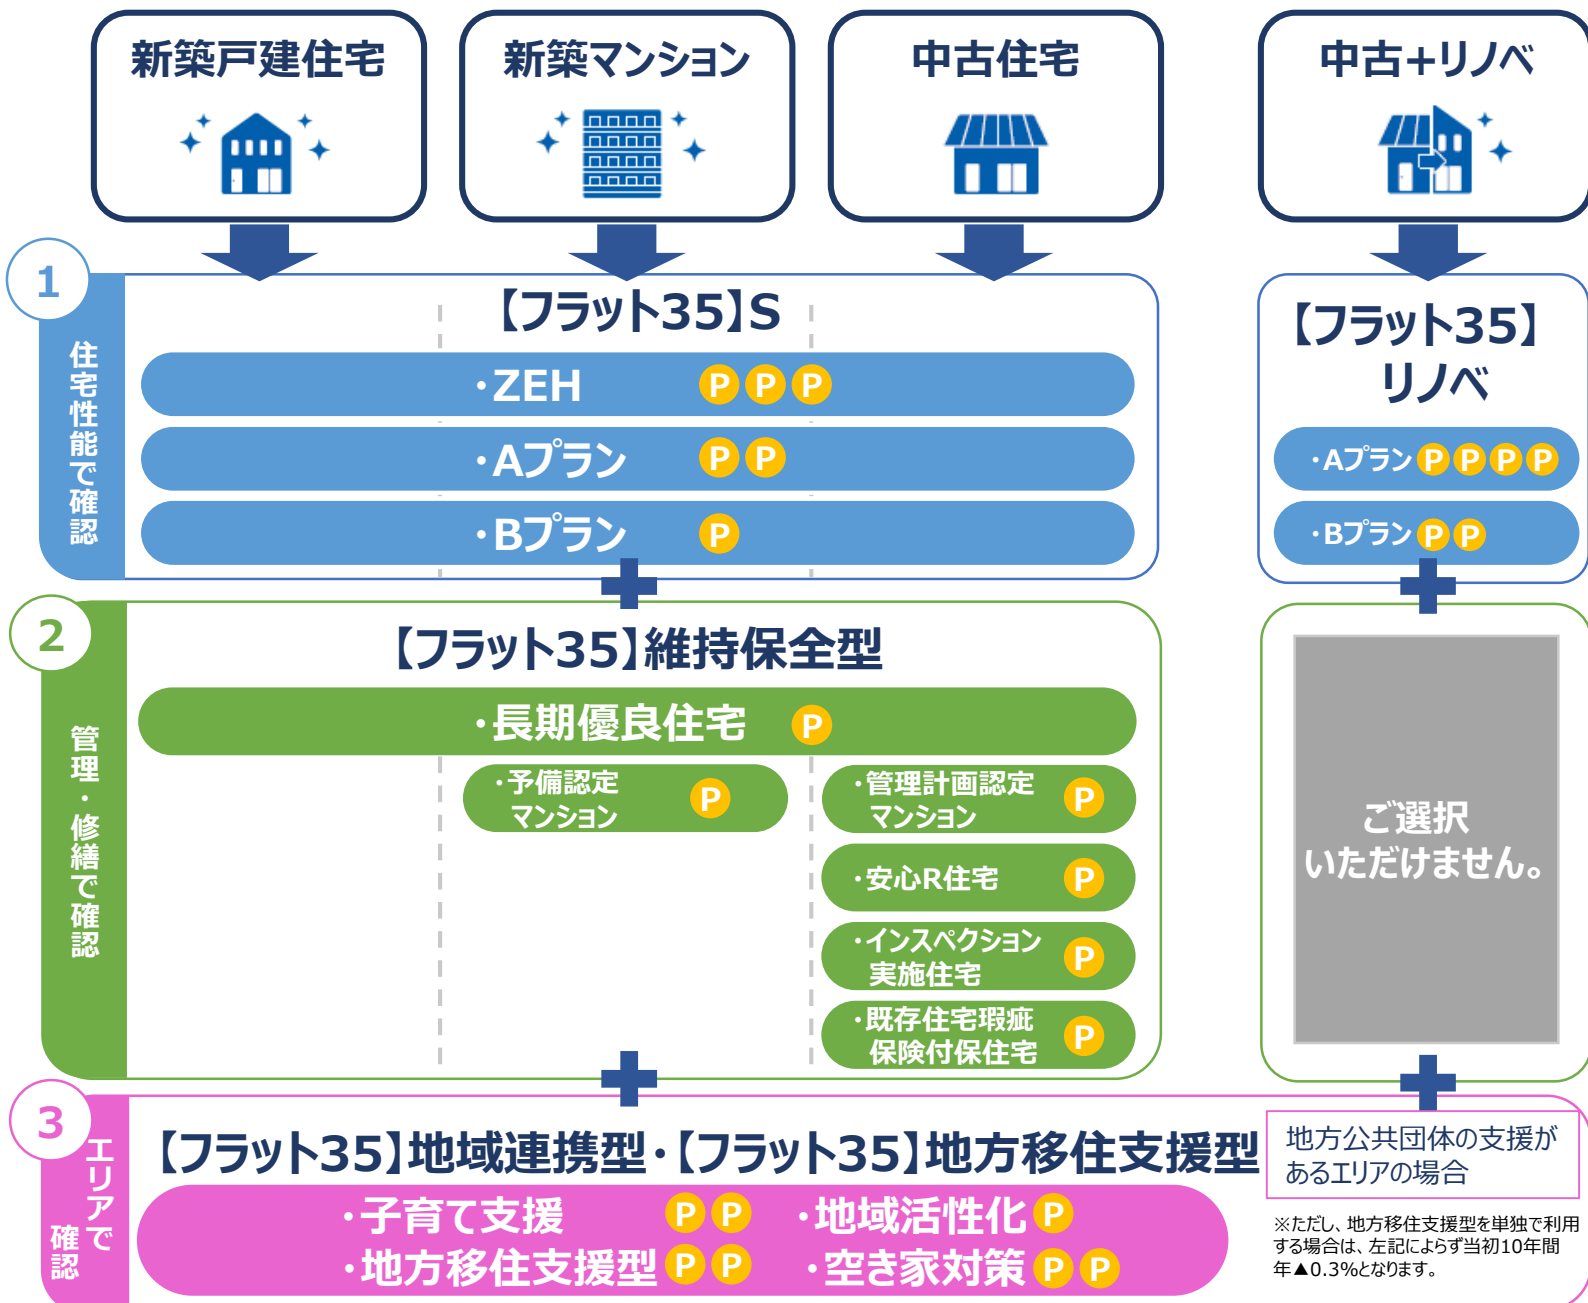 新築戸建住宅
新築マンション
中古住宅
中古+リノベ
1
住宅性能で確認
【フラット35】S
・ZEH P P P
・Aプラン P P
・Bプラン P
【フラット35】
リノベ
・Aプラン P P P P
・Bプラン P P
2
管理・修繕で確認
【フラット35】維持保全型
・長期優良住宅 P
・予備認定
マンション P
・管理計画認定
マンション P
・安心R住宅 P
・インスペクション
実施住宅 P
・既存住宅瑕疵
保険付保住宅 P
ご選択
いただけません。
3
エリアで
確認
【フラット35】地域連携型・【フラット35】地方移住支援型
・子育て支援 P P ・地域活性化 P
・地方移住支援型 P P ・空き家対策 P P
地方公共団体の支援が
あるエリアの場合
※ただし、地方移住支援型を単独で利用
する場合は、左記によらず当初10年間
年▲0.3%となります。